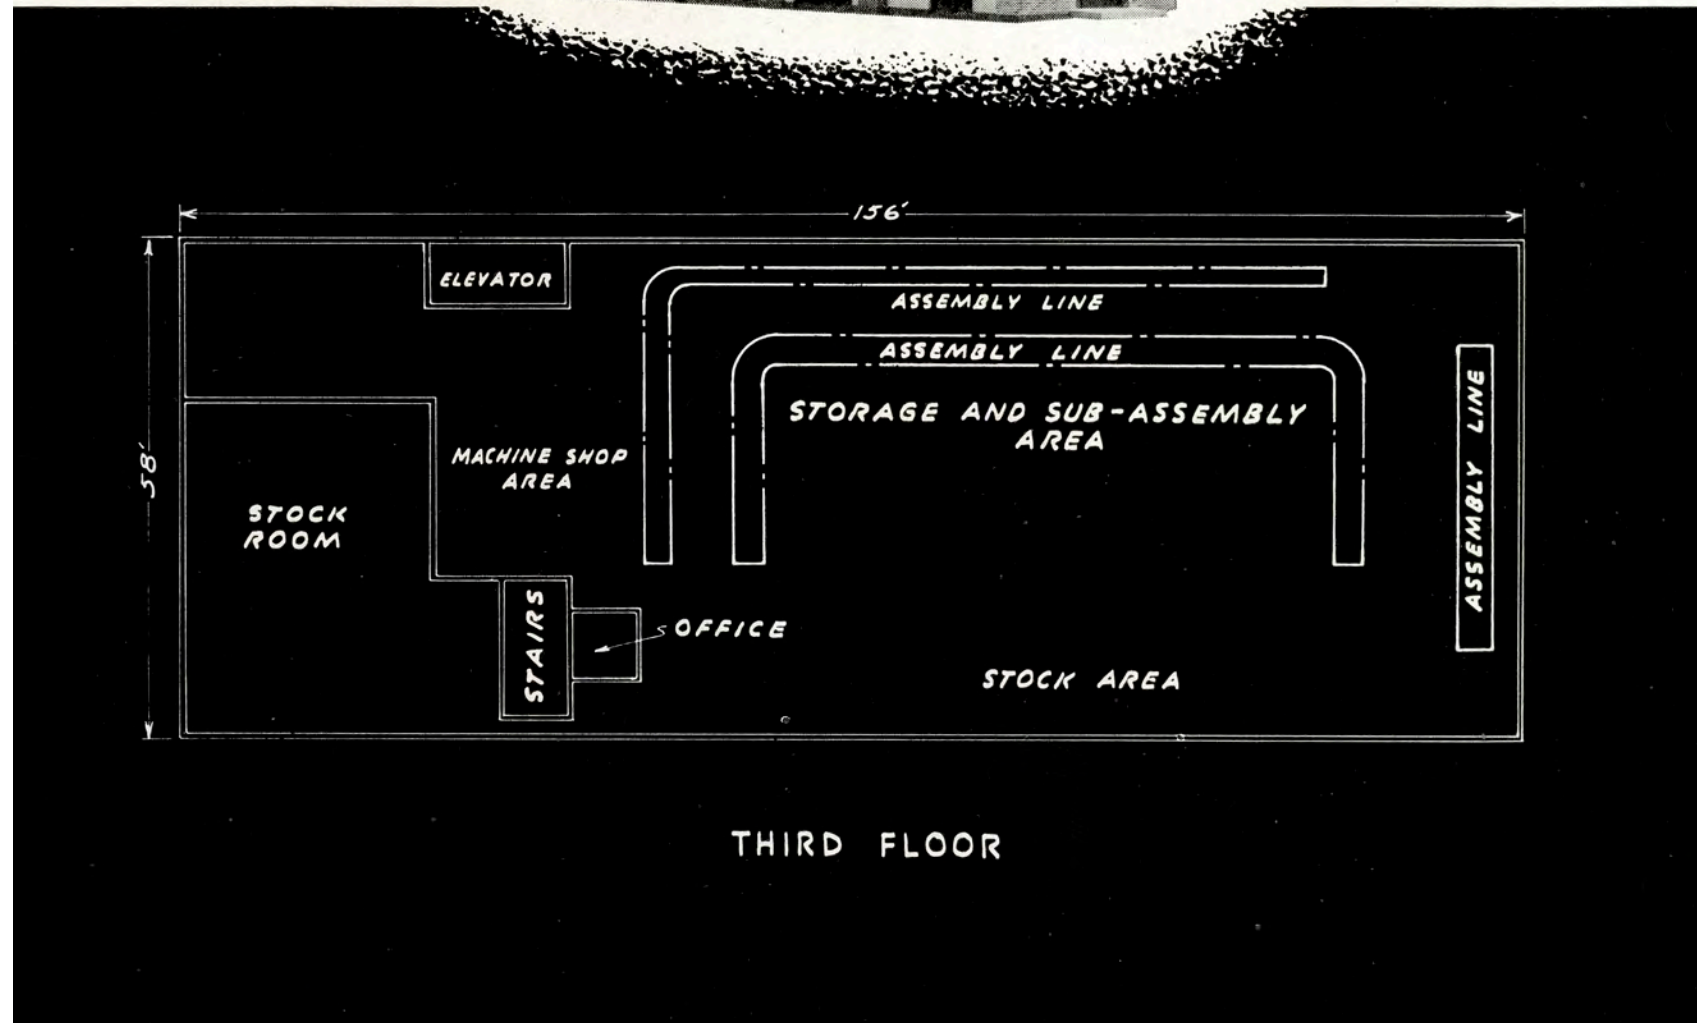 156'
ELEVATOR
ASSEMBLY LINE
ASSEMBLY LINE
STORAGE AND SUB-ASSEMBLY
AREA
ASSEMBLY LINE
MACHINE SHOP
AREA
58'
STOCK
ROOM
STAIRS
OFFICE
STOCK AREA
THIRD FLOOR